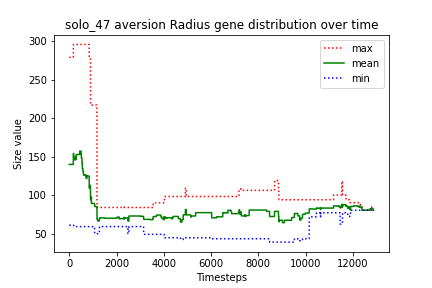 solo_47 aversion Radius gene distribution over time
max
mean
min
Size value
300
250
200
150
100
50
0
2000
4000
6000
8000
10000
12000
Timesteps